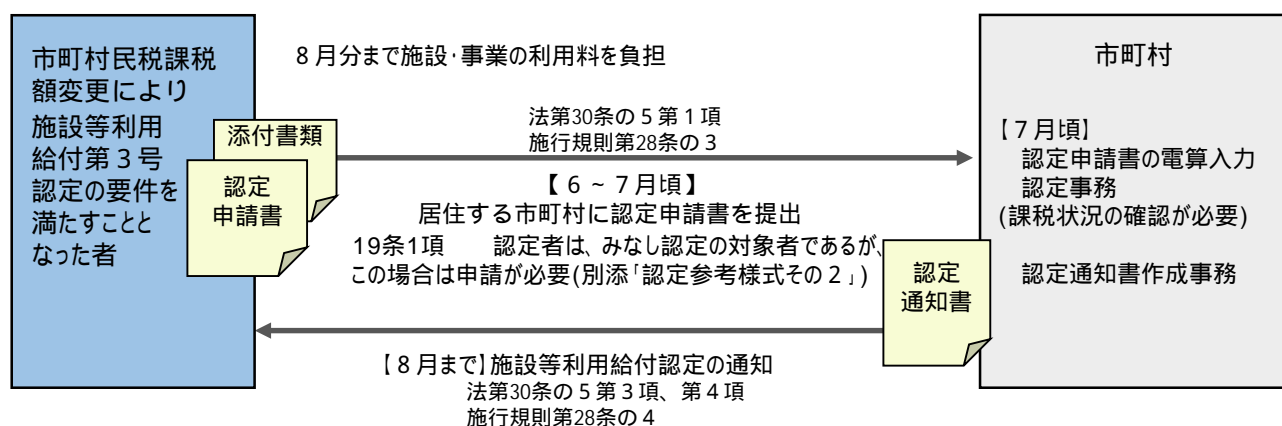 市町村民税課税
額変更により
施設等利用
給付第３号
認定の要件を
満たすことと
なった者
添付書類
認定
申請書
８月分まで施設・事業の利用料を負担
法第30条の５第１項
施行規則第28条の３
【６～７月頃】
居住する市町村に認定申請書を提出
19条1項　　認定者は、みなし認定の対象者であるが、
この場合は申請が必要(別添「認定参考様式その２」)
認定
通知書
【８月まで】施設等利用給付認定の通知
法第30条の５第３項、第４項
施行規則第28条の４
市町村
【７月頃】
認定申請書の電算入力
認定事務
(課税状況の確認が必要)
認定通知書作成事務